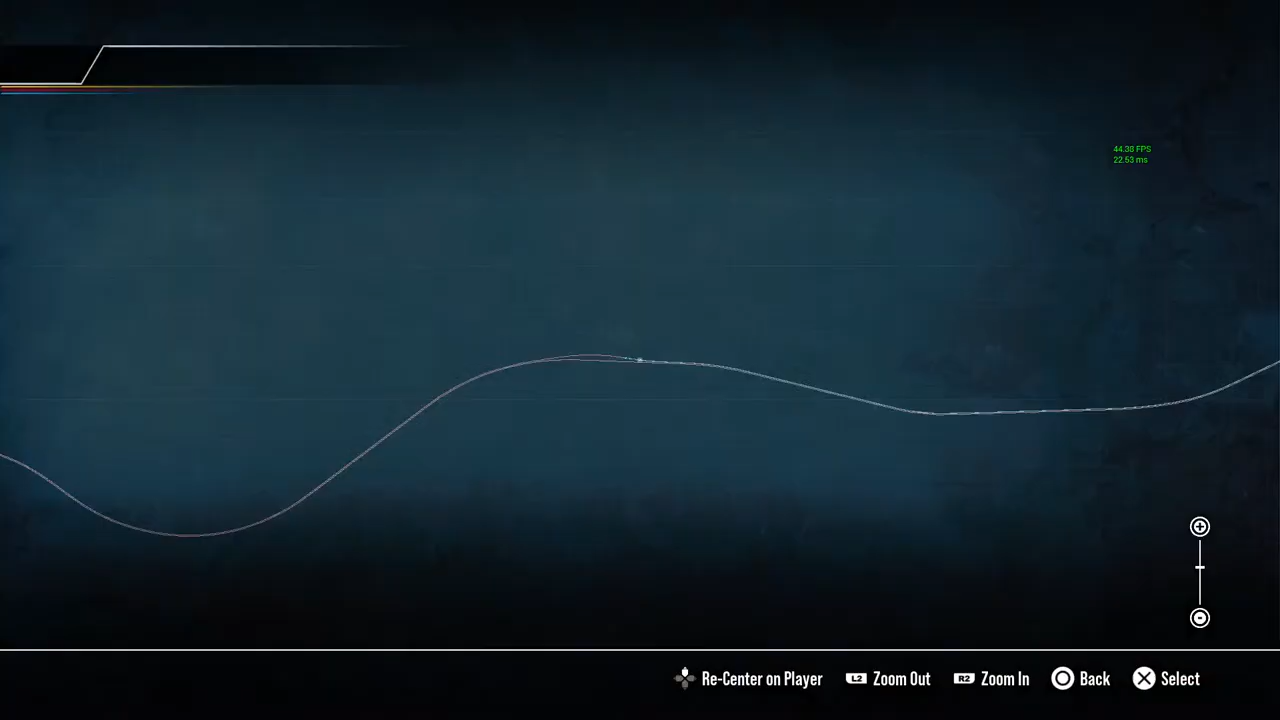 44.38 FPS
22.53 ms
Re-Center on Player L2 Zoom Out R2 Zoom In Back Select